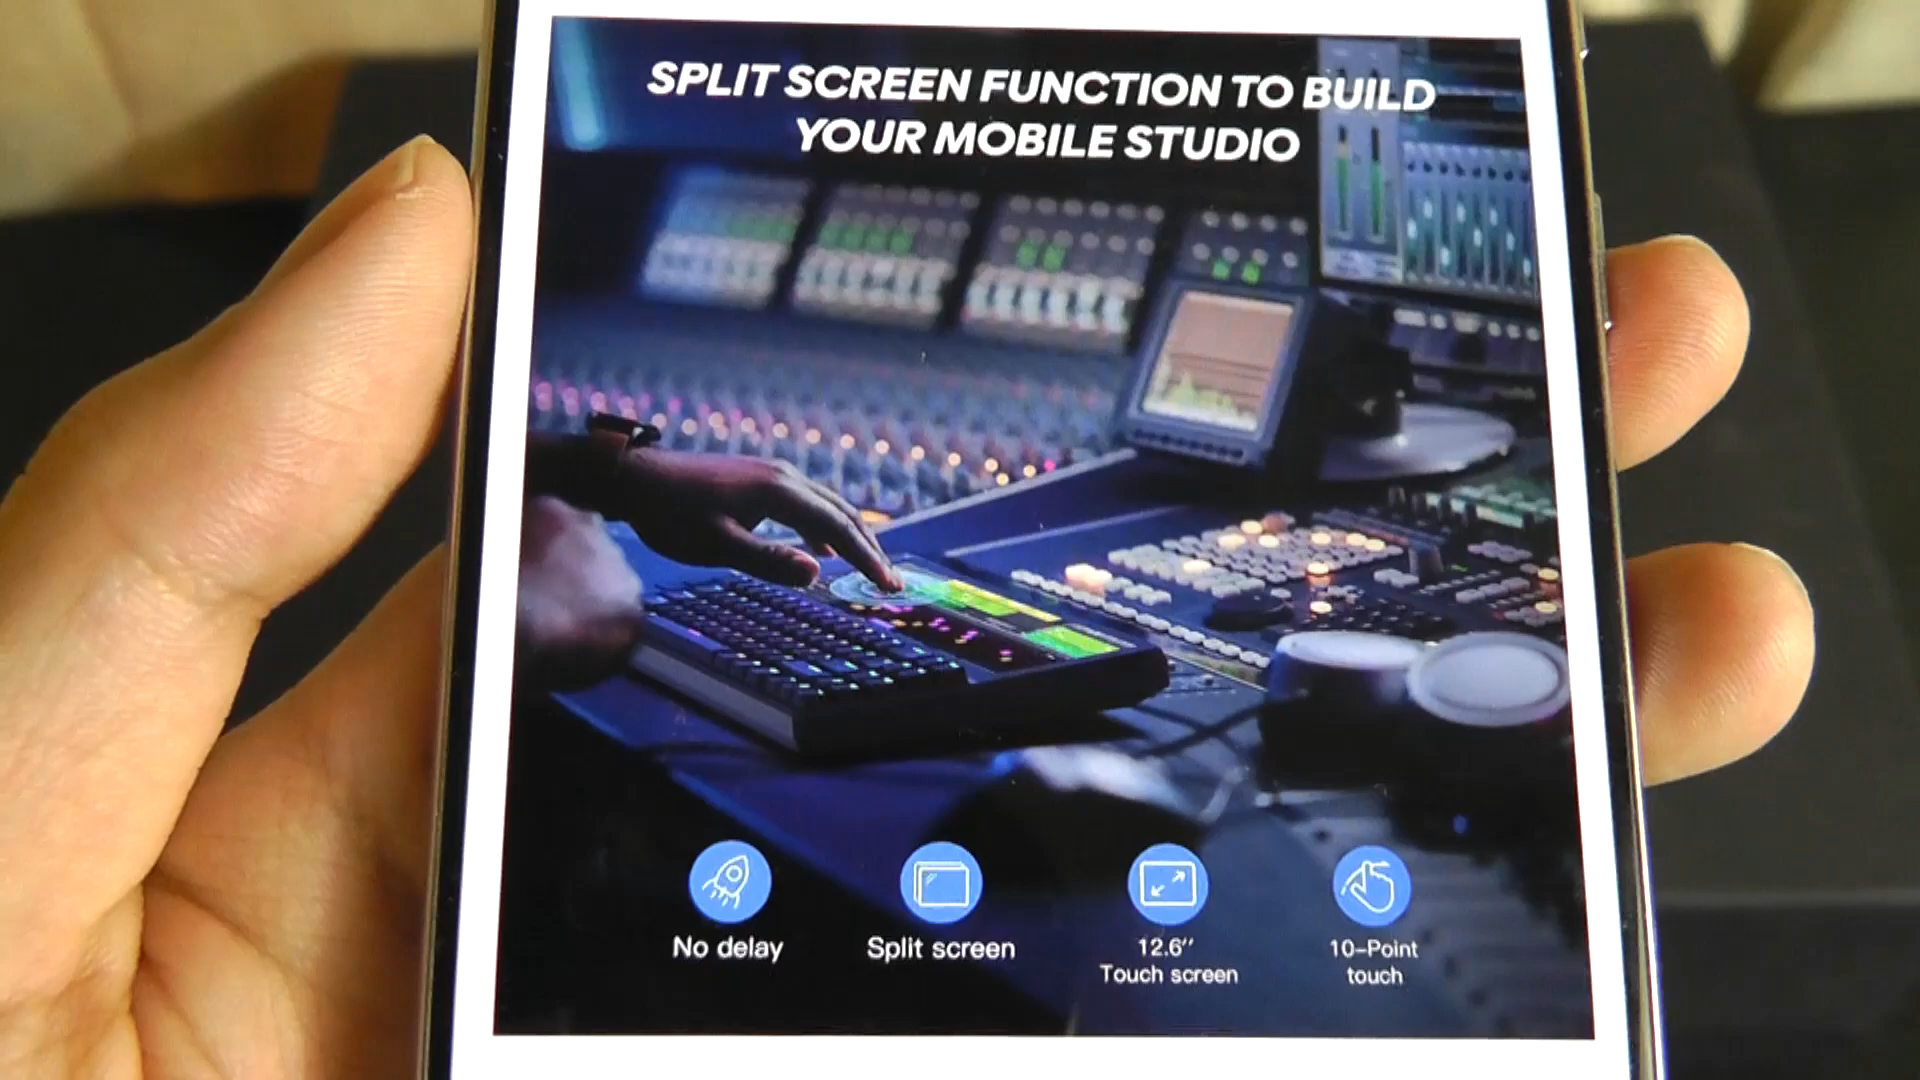 SPLIT SCREEN FUNCTION TO BUILD
YOUR MOBILE STUDIO
No delay
Split screen
12.6″
Touch screen
10-Point
touch